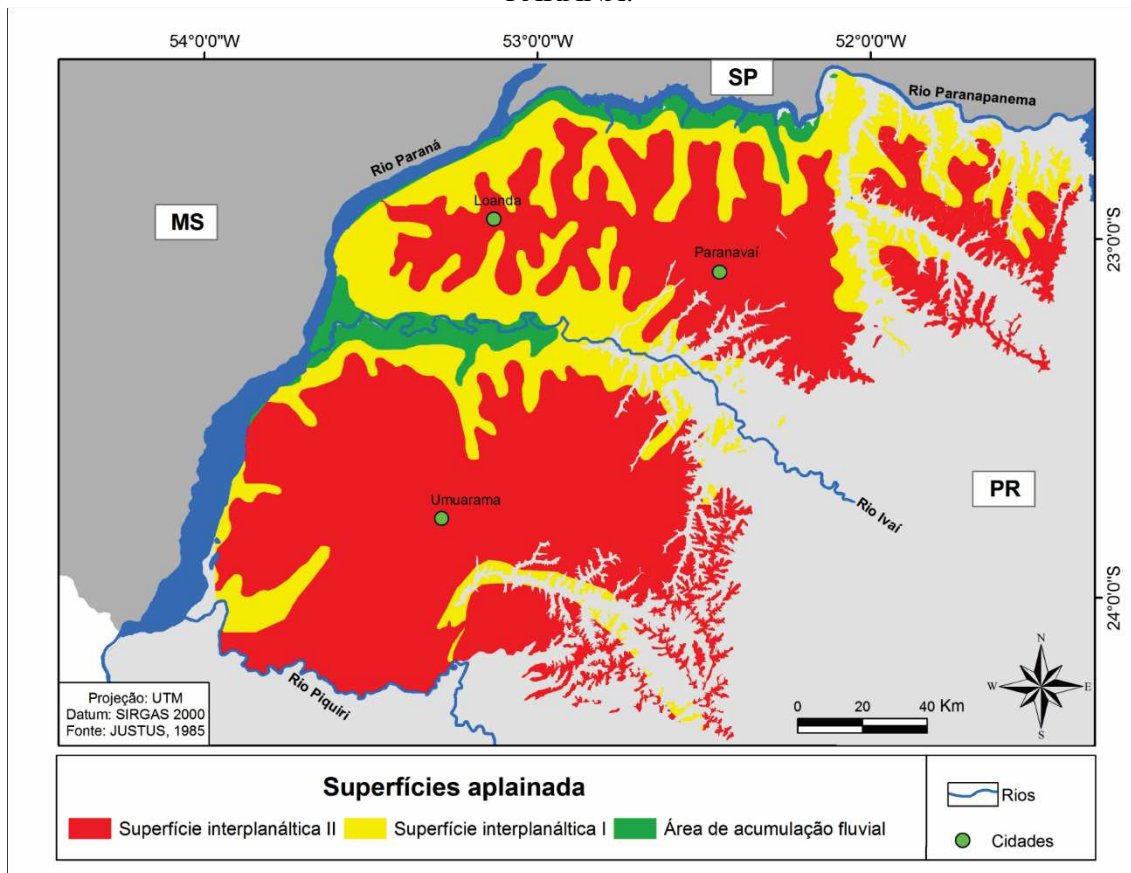 PARANÁ.
54°0'0"W
53°0'0"W
52°0'0"W
SP
Rio Paranapanema
Rio Paraná
MS
Loanda
Paranavaí
23°0'0"S
Umuarama
PR
Rio Ivaí
24°0'0"S
Rio Piquiri
Projeção: UTM
Datum: SIRGAS 2000
Fonte: JUSTUS, 1985
N
W
E
S
0 20 40 Km
Superfícies aplainada
Superfície interplanáltica II
Superfície interplanáltica I
Área de acumulação fluvial
Rios
Cidades